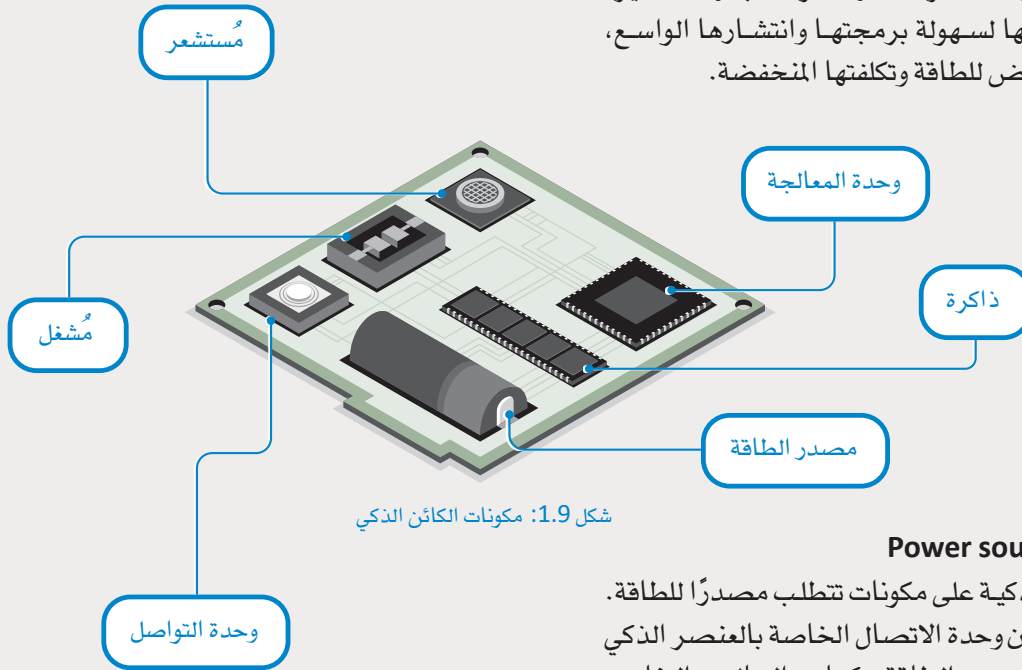 ها لسهولة برمجتها وانتشارها الواسع،
ض للطاقة وتكلفتها المنخفضة.
مُستشعر
وحدة المعالجة
ذاكرة
مُشغل
مصدر الطاقة
شكل 1.9: مكونات الكائن الذكي
وحدة التواصل
Power sou
كية على مكونات تتطلب مصدرًا للطاقة.
ن وحدة الاتصال الخاصة بالعنصر الذكي